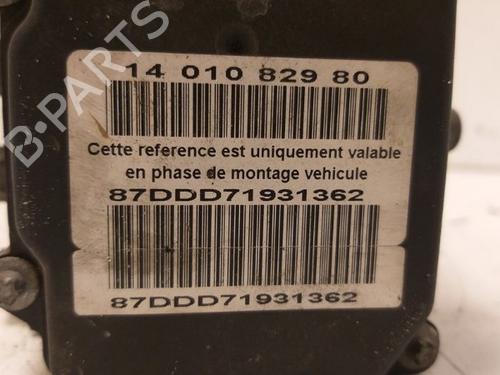 14 010 829 80
Cette reference est uniquement valable
en phase de montage vehicule
87DDD71931362
87DDD71931362
B-PARTS